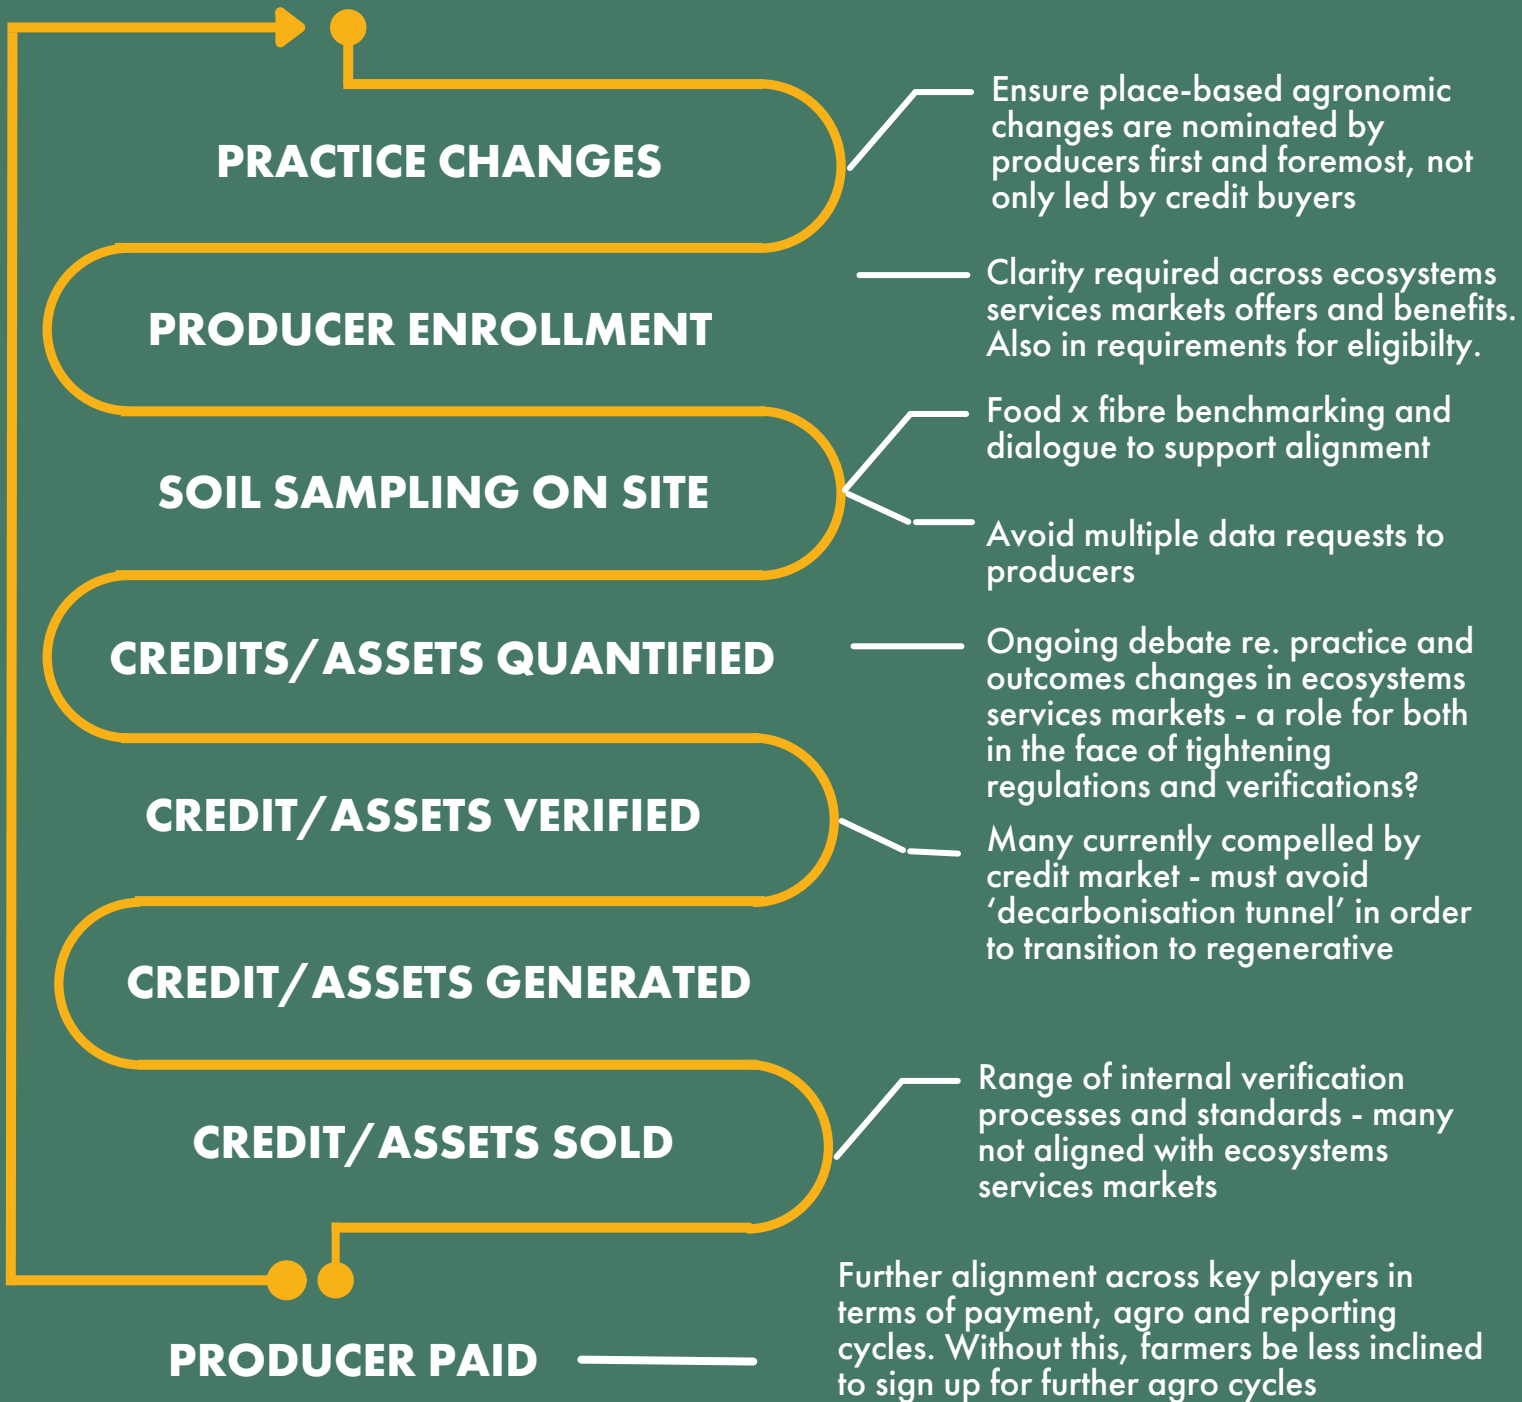 PRACTICE CHANGES
Ensure place-based agronomic
changes are nominated by
producers first and foremost, not
only led by credit buyers
PRODUCER ENROLLMENT
Clarity required across ecosystems
services markets offers and benefits.
Also in requirements for eligibilty.
SOIL SAMPLING ON SITE
Food x fibre benchmarking and
dialogue to support alignment
Avoid multiple data requests to
producers
CREDITS/ASSETS QUANTIFIED
Ongoing debate re. practice and
outcomes changes in ecosystems
services markets - a role for both
in the face of tightening
regulations and verifications?
CREDIT/ASSETS VERIFIED
Many currently compelled by
credit market - must avoid
‘decarbonisation tunnel’ in order
to transition to regenerative
CREDIT/ASSETS GENERATED
CREDIT/ASSETS SOLD
Range of internal verification
processes and standards - many
not aligned with ecosystems
services markets
PRODUCER PAID
Further alignment across key players in
terms of payment, agro and reporting
cycles. Without this, farmers be less inclined
to sign up for further agro cycles